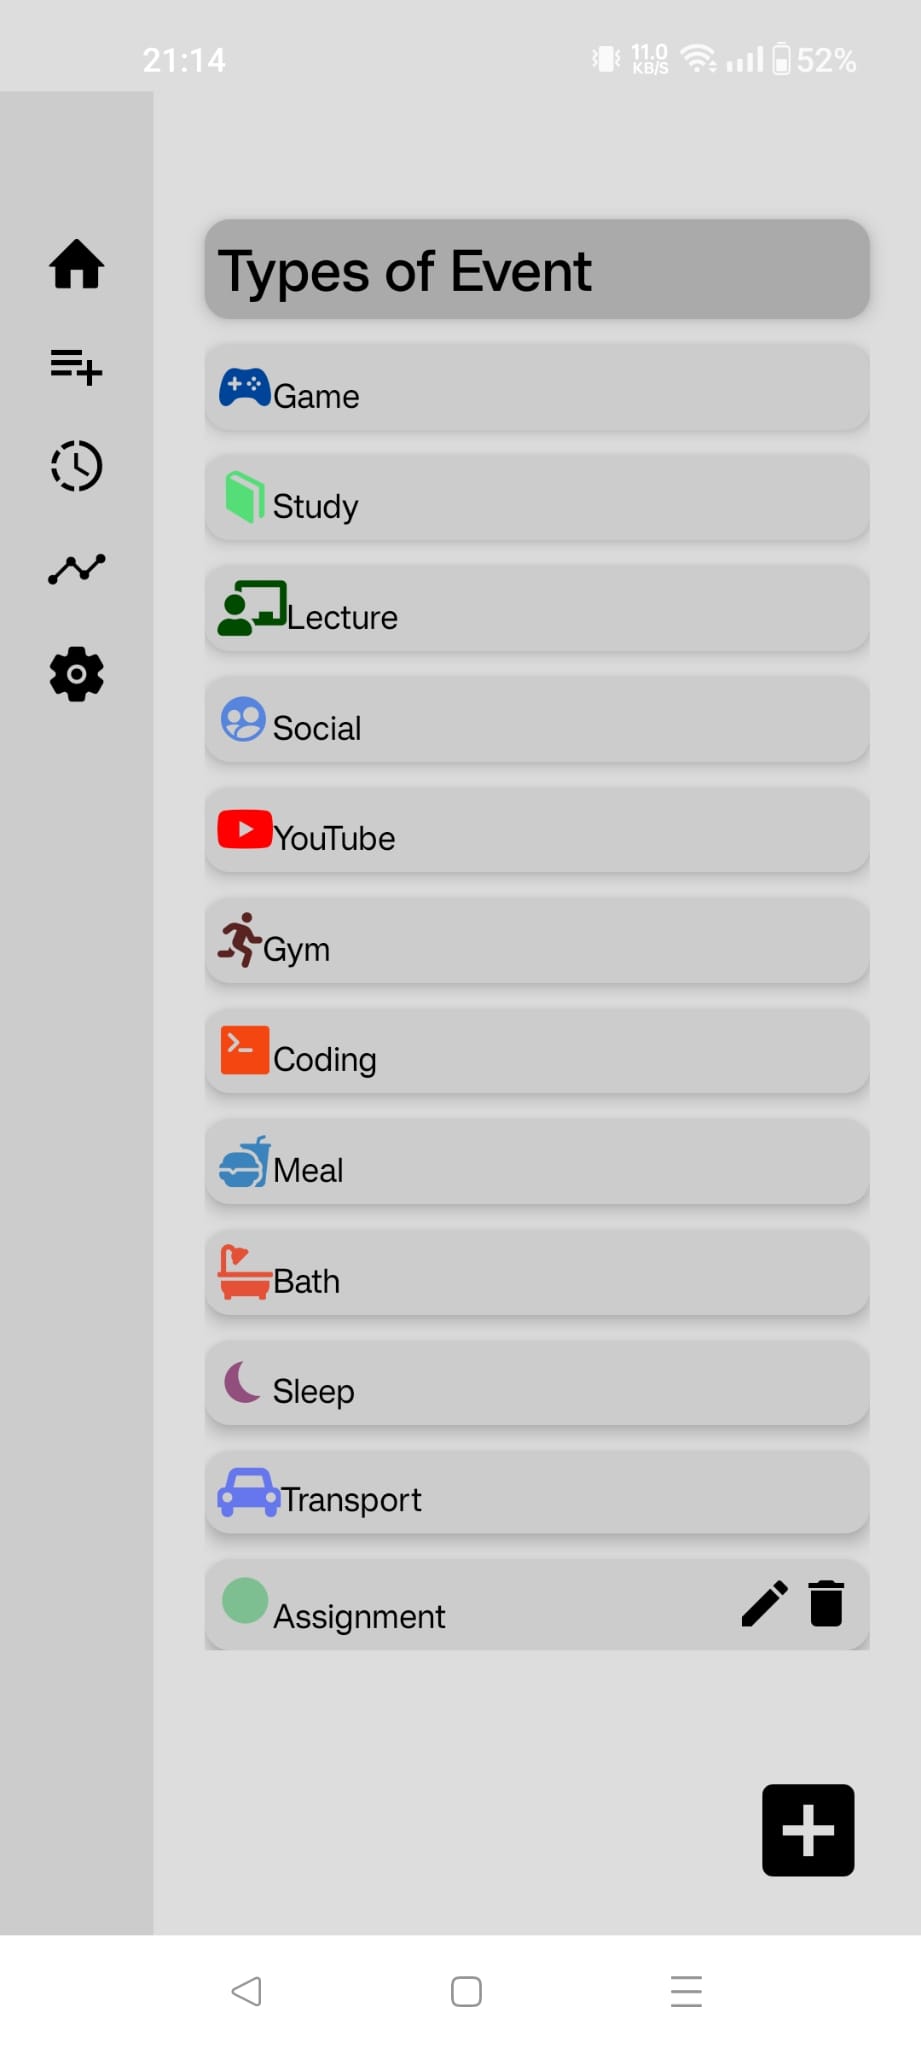 21:14 11.0 KB/S 52%
Types of Event
Game
Study
Lecture
Social
YouTube
Gym
Coding
Meal
Bath
Sleep
Transport
Assignment